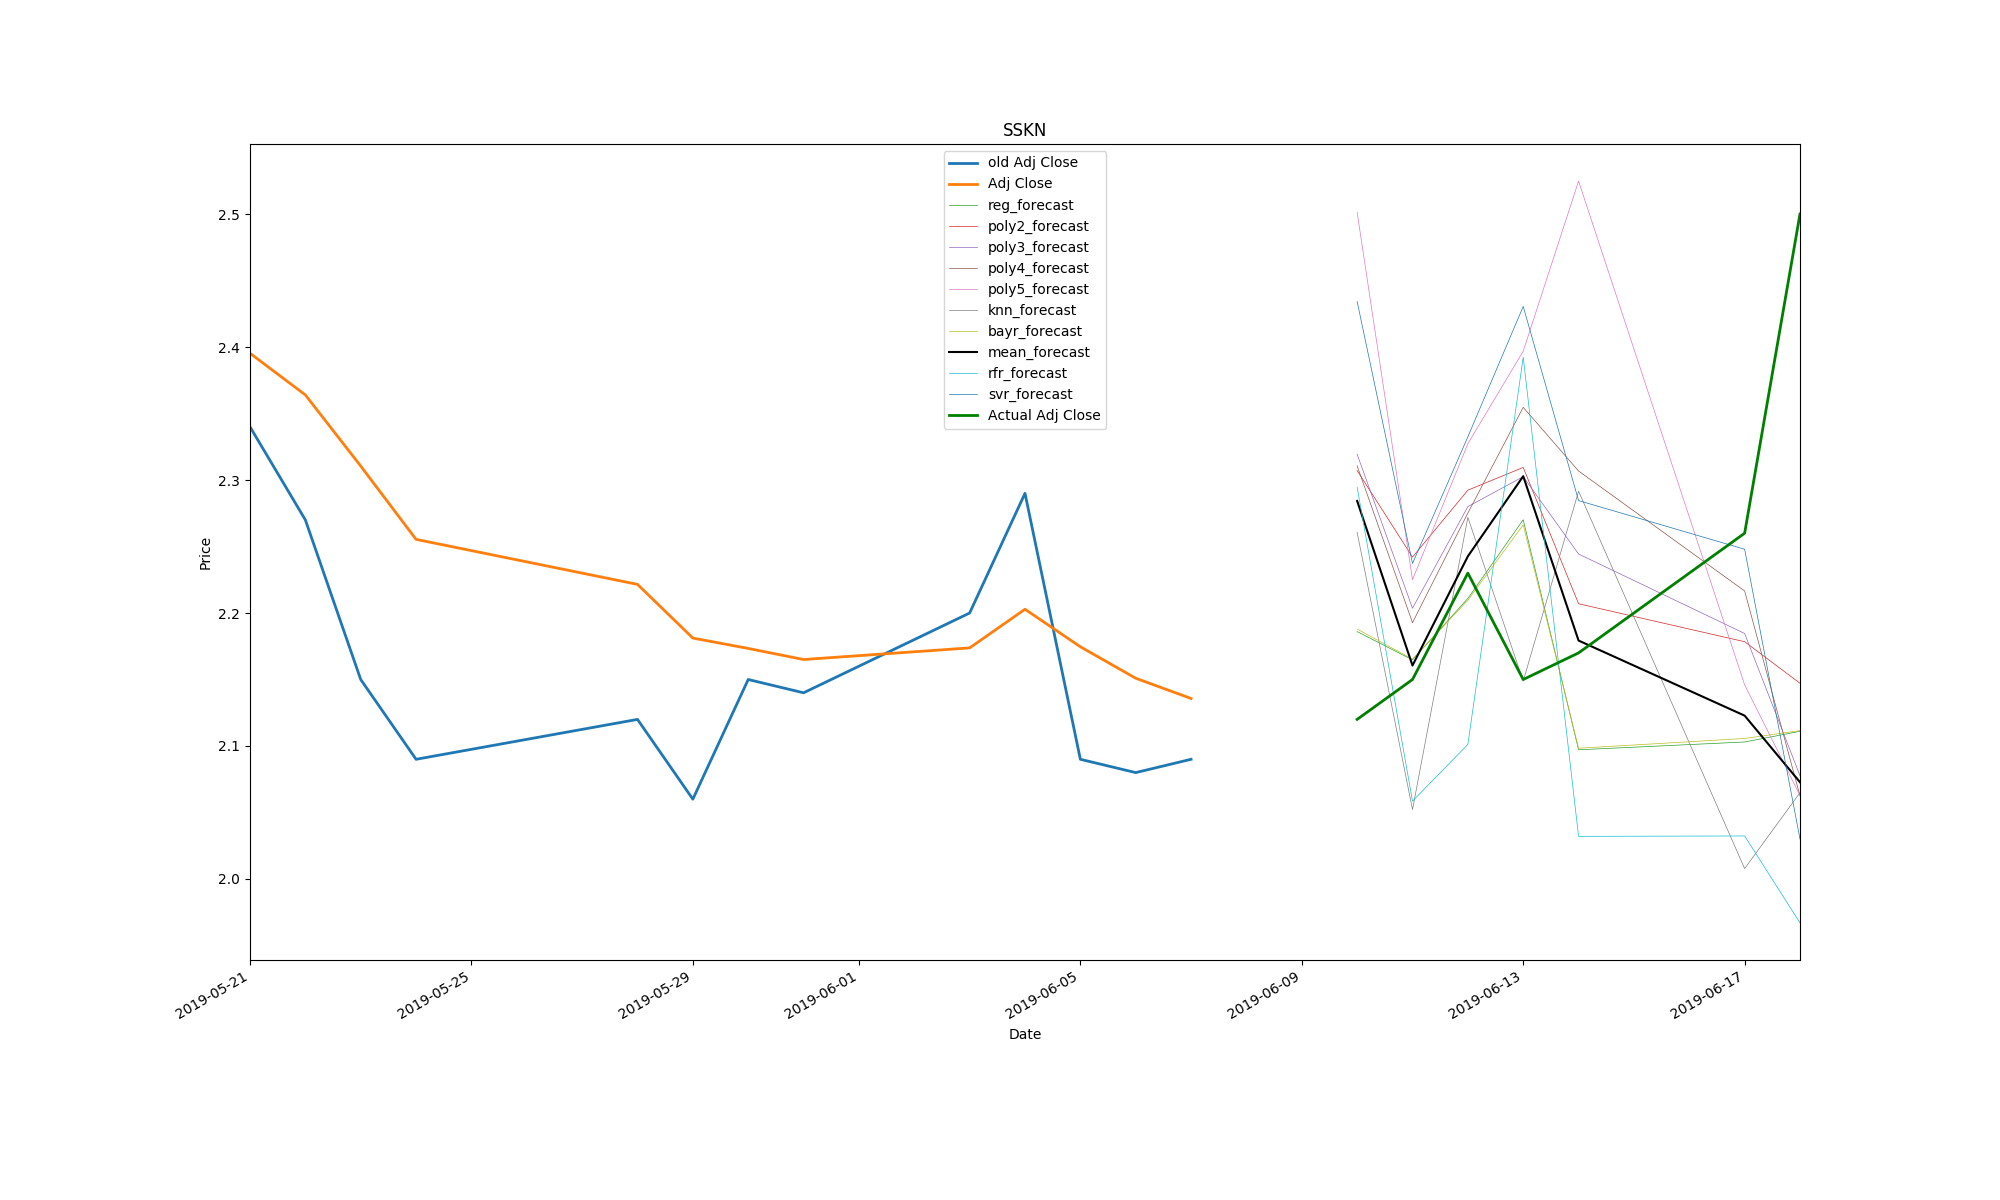 SSKN
old Adj Close
Adj Close
reg_forecast
poly2_forecast
poly3_forecast
poly4_forecast
poly5_forecast
knn_forecast
bayr_forecast
mean_forecast
rfr_forecast
svr_forecast
Actual Adj Close
2.5
2.4
2.3
2.2
2.1
2.0
Price
2019-05-21
2019-05-25
2019-05-29
2019-06-01
2019-06-05
2019-06-09
2019-06-13
2019-06-17
Date